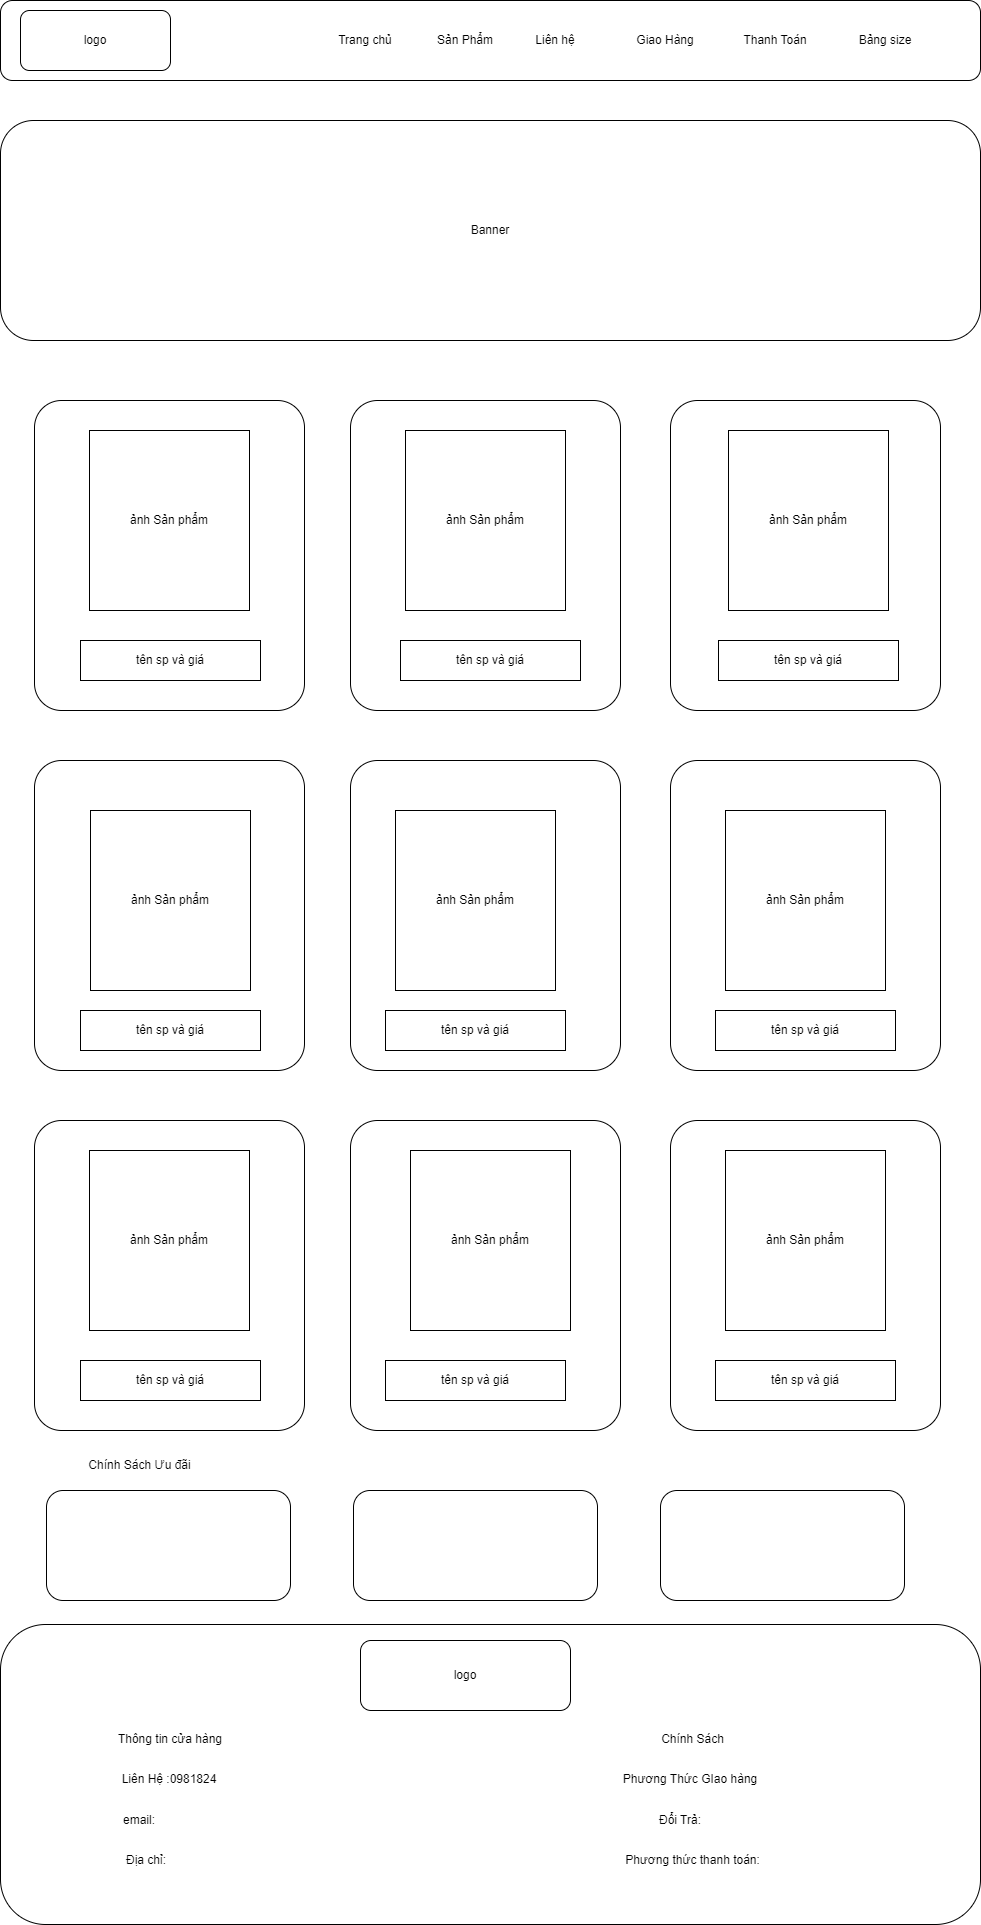 logo
Trang chủ
Sản Phẩm
Liên hệ
Giao Hàng
Thanh Toán
Bảng size
Banner
ảnh Sản phẩm
ảnh Sản phẩm
ảnh Sản phẩm
tên sp và giá
tên sp và giá
tên sp và giá
ảnh Sản phẩm
ảnh Sản phẩm
ảnh Sản phẩm
tên sp và giá
tên sp và giá
tên sp và giá
ảnh Sản phẩm
ảnh Sản phẩm
ảnh Sản phẩm
tên sp và giá
tên sp và giá
tên sp và giá
Chính Sách Ưu đãi
logo
Thông tin cửa hàng
Liên Hệ :0981824
email:
Địa chỉ:
Chính Sách
Phương Thức GIao hàng
Đổi Trả:
Phương thức thanh toán: